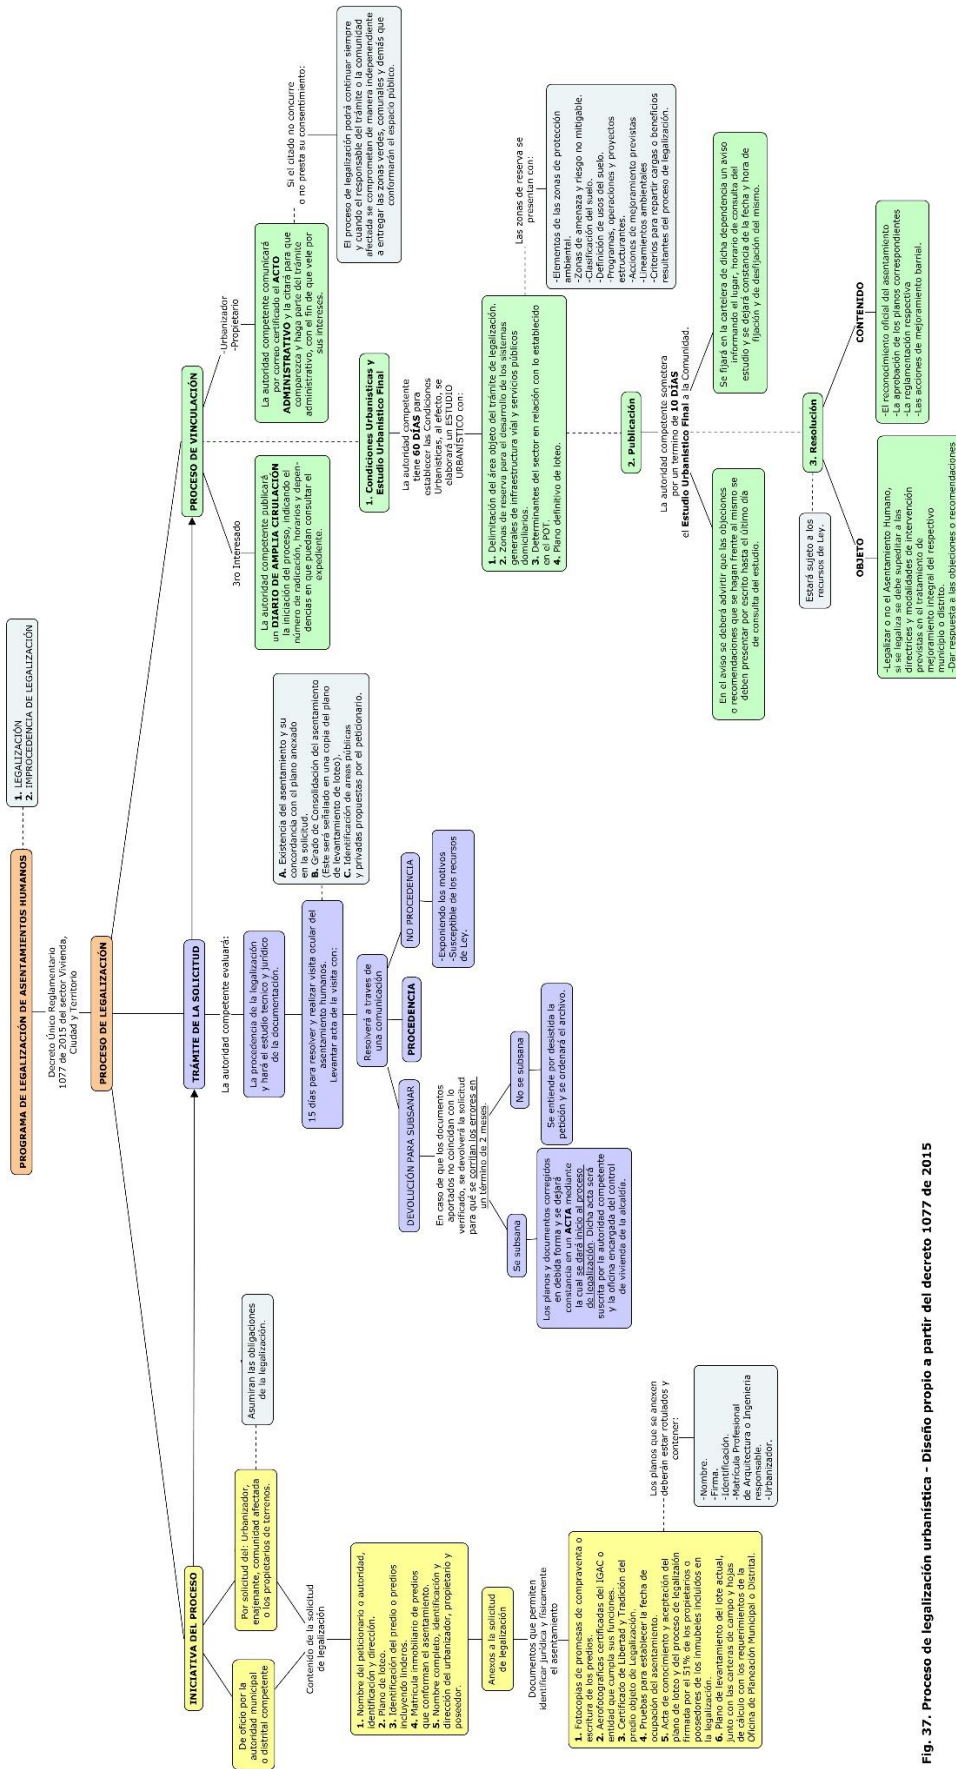 PROGRAMA DE LEGALIZACIÓN DE ASENTAMIENTOS HUMANOS
1. LEGALIZACIÓN
2. IMPROCEDENCIA DE LEGALIZACIÓN
Decreto Único Reglamentario
1077 de 2015 del sector Vivienda,
Ciudad y Territorio
PROCESO DE LEGALIZACIÓN
INICIATIVA DEL PROCESO
De oficio por la
autoridad municipal
o distrital competente
Por solicitud del: Urbanizador,
enajenante, comunidad afectada
o los propietarios de terrenos.
Asumiran las obligaciones
de la legalización.
Contenido de la solicitud
de legalización
1. Nombre del peticionario o autoridad,
identificación y dirección.
2. Plano de loteo.
3. Identificación del predio o predios
incluyendo linderos.
4. Matrícula inmobiliario de predios
que conforman el asentamiento.
5. Nombre completo, identificación y
dirección del urbanizador, propietario y
poseedor.
Anexos a la solicitud
de legalización
Documentos que permiten
identificar jurídica y físicamente
el asentamiento
1. Fotocopias de promesas de compraventa o
escritura de los predios.
2. Aerofotograficas certificadas del IGAC o
entidad que cumpla sus funciones.
3. Certificado de Libertad y Tradición del
predio objeto de Legalización.
4. Pruebas para establecer la fecha de
ocupación del asentamiento.
5. Acta de conocimiento y aceptación del
plano de loteo y del proceso de legalizaión
firmada por el 51% de los propietarios o
poosedores de los inmubles incluidos en
la legalización.
6. Plano de levantamiento del lote actual,
junto con las carteras de campo y hojas
de cálculo con los requerimientos de la
Oficina de Planeación Municipal o Distrital.
Los planos que se anexen
deberán estar rotulados y
contener:
-Nombre.
-Firma.
-Identificación.
-Matrícula Profesional
de Arquitectura o Ingenieria
responsable.
-Urbanizador.
TRÁMITE DE LA SOLICITUD
La autoridad competente evaluará:
La procedencia de la legalización
y hará el estudio tecnico y jurídico
de la documentación.
15 días para resolver y realizar visita ocular del
asentamiento humanos.
Levantar acta de la visita con:
A. Existencia del asentamiento y su
concordancia con el plano anexado
en la solicitud.
B. Grado de Consolidación del asentamiento
(Este será señalado en una copia del plano
de levantamiento de loteo).
C. Identificación de areas públicas
y privadas propuestas por el peticionario.
Resolverá a traves de
una comunicación
DEVOLUCIÓN PARA SUBSANAR
PROCEDENCIA
NO PROCEDENCIA
-Exponiendo los motivos
-Susceptible de los recursos
de Ley.
En caso de que los documentos
aportados no coincidan con lo
verificado, se devolverá la solicitud
para qué se corrijan los errores en
un término de 2 meses.
Se subsana
No se subsana
Los planos y documentos corregidos
en debida forma y se dejará
constancia en un ACTA mediante
la cual se dará inicio al proceso
de legalización. Dicha acta será
suscrita por la autoridad competente
y la oficina encargada del control
de vivienda de la alcaldía.
Se entiende por desistida la
petición y se ordenará el archivo.
PROCESO DE VINCULACIÓN
3ro Interesado
-Urbanizador
-Propietario
La autoridad competente publicará
un DIARIO DE AMPLIA CIRULACIÓN
la iniciación del proceso, indicando el
número de radicación, horarios y depen-
dencias en que puedan consultar el
expediente.
La autoridad competente comunicará
por correo certificado el ACTO
ADMINISTRATIVO y la citará para que
comparezca y haga parte del trámite
administrativo, con el fin de que vele por
sus intereses.
Si el citado no concurre
o no presta su consentimiento:
El proceso de legalización podrá continuar siempre
y cuando el responsable del trámite o la comunidad
afectada se comprometan de manera independiendiente
a entregar las zonas verdes, comunales y demás que
conformarán el espacio público.
1. Condiciones Urbanísticas y
Estudio Urbanistico Final
La autoridad competente
tiene 60 DÍAS para
establecer las Condiciones
Urbanísticas, al efecto, se
elaborará un ESTUDIO
URBANÍSTICO con:
1. Delimitación del área objeto del trámite de legalización.
2. Zonas de reserva para el desarrollo de los sistemas
generales de infraestructura vial y servicios públicos
domiciliarios.
3. Determinantes del sector en relación con lo establecido
en el POT.
4. Plano definitivo de loteo.
Las zonas de reserva se
presentan con:
-Elementos de las zonas de protección
ambiental.
-Zonas de amenaza y riesgo no mitigable.
-Clasificación del suelo.
-Definición de usos del suelo.
-Programas, operaciones y proyectos
estructurantes.
-Acciones de mejoramiento previstas
-Lineamientos ambientales
-Criterios para repartir cargas o beneficios
resultantes del proceso de legalización.
2. Publicación
La autoridad competente sometera
por un termino de 10 DÍAS
el Estudio Urbanístico Final a la Comunidad.
En el aviso se deberá advirtir que las objeciones
o recomendaciones que se hagan frente al mismo se
deben presentar por escrito hasta el último día
de consulta del estudio.
Se fijará en la cartelera de dicha dependencia un aviso
informando el lugar, horario de consulta del
estudio y se dejará constancia de la fecha y hora de
fijación y de desfijación del mismo.
3. Resolución
Estará sujeto a los
recursos de Ley.
OBJETO
CONTENIDO
-Legalizar o no el Asentamiento Humano,
si se legaliza se debe supeditar a las
directrices y modalidades de intervención
previstas en el tratamiento de
mejoramiento integral del respectivo
municipio o distrito.
-Dar respuesta a las objeciones o recomendaciones
-El reconocimiento oficial del asentamiento
-La aprobación de los planos correspondientes
-La reglamentación respectiva
-Las acciones de mejoramiento barrial.
Fig. 37. Proceso de legalización urbanística - Diseño propio a partir del decreto 1077 de 2015